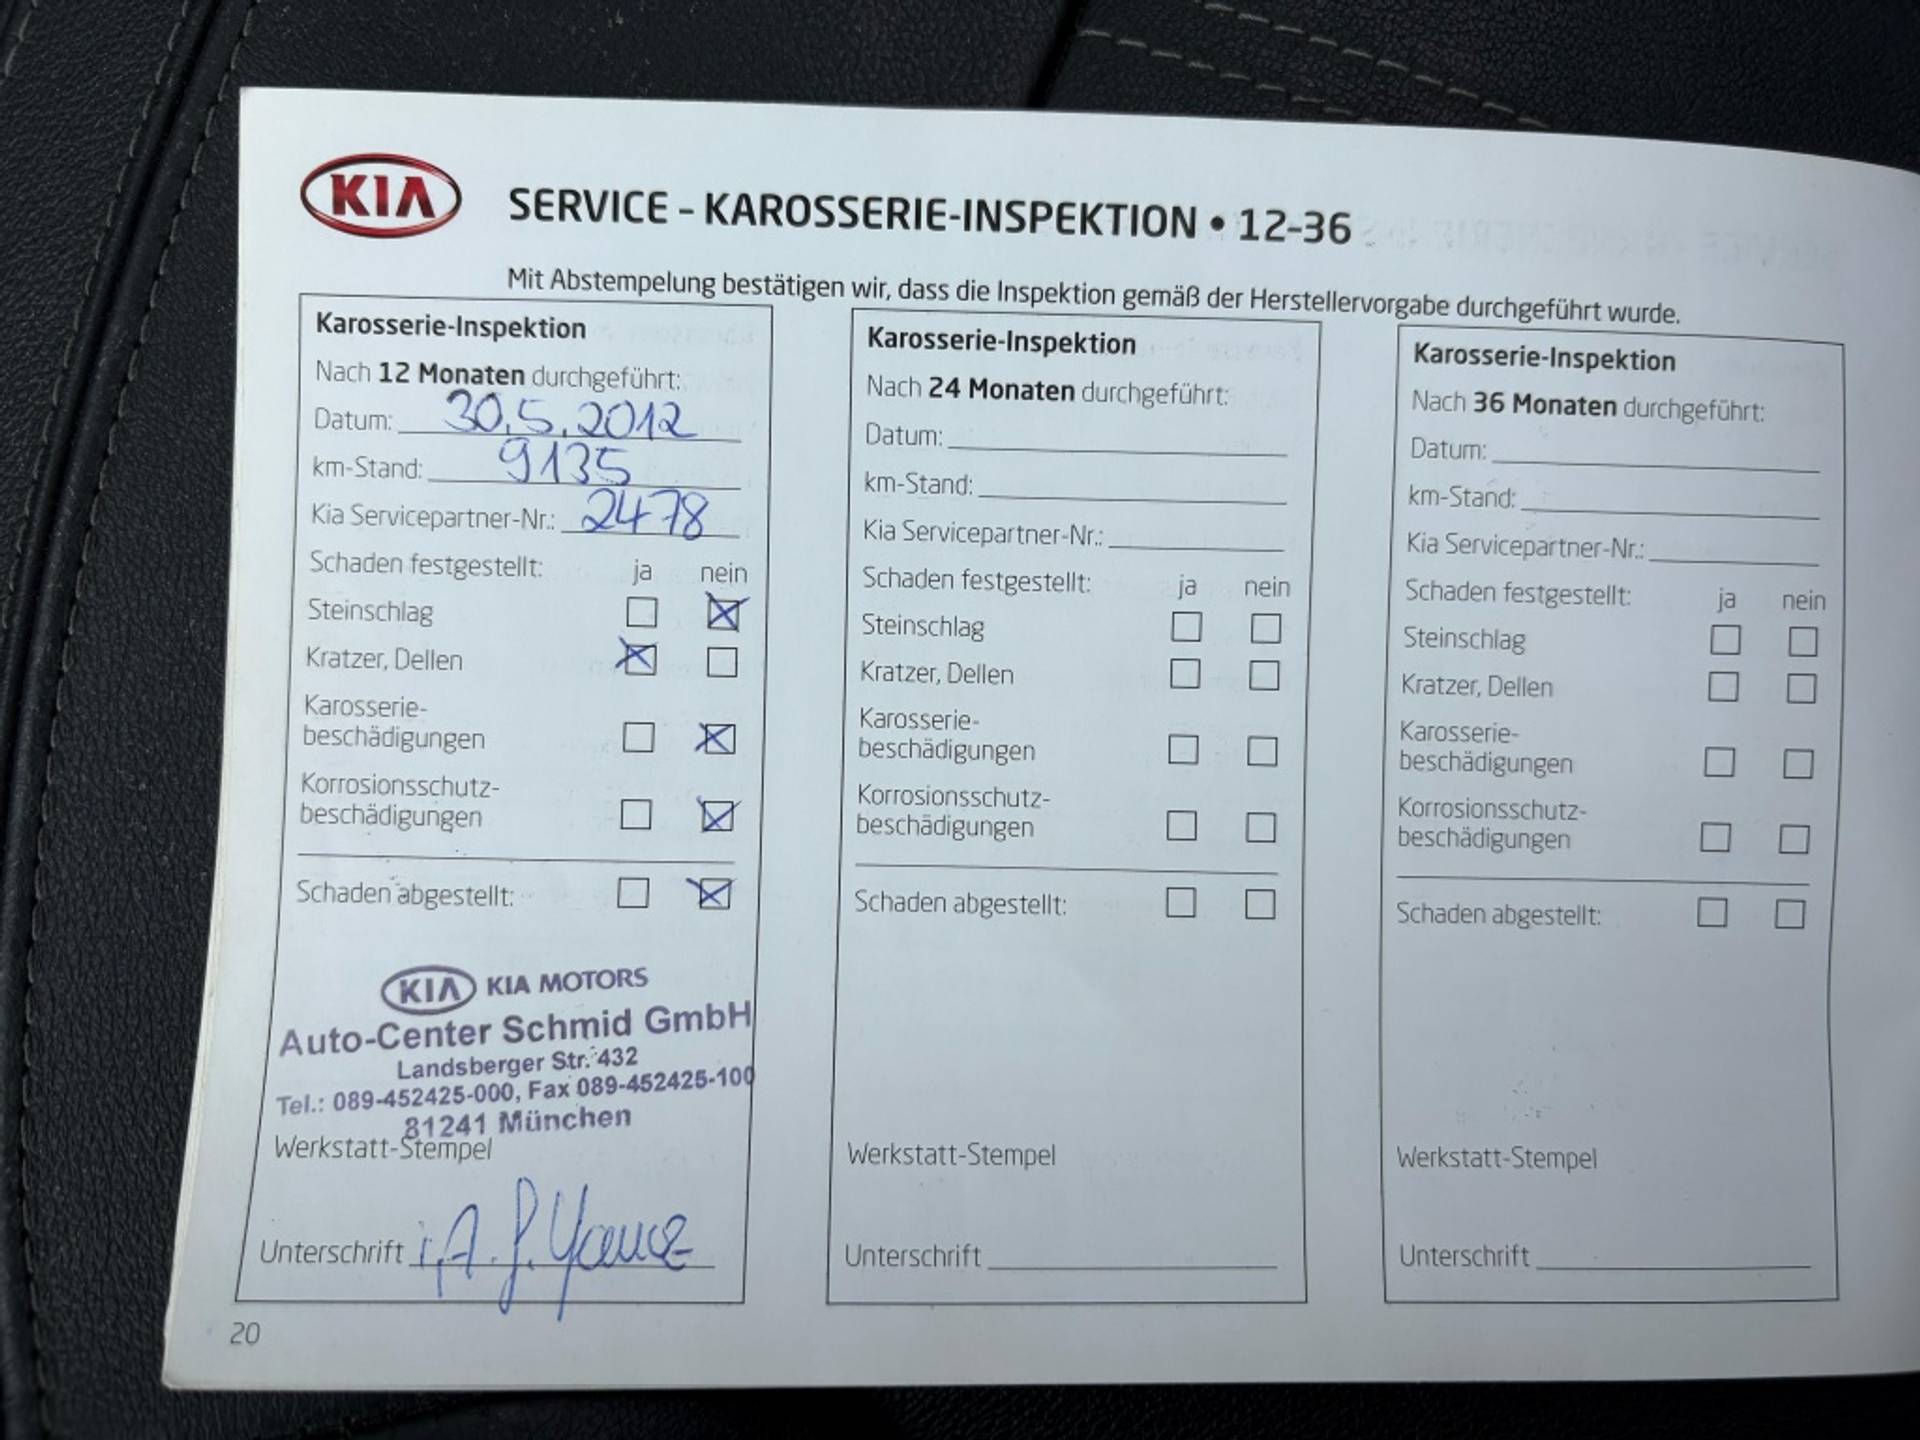 KIA
SERVICE – KAROSSERIE-INSPEKTION • 12–36
Mit Abstempelung bestätigen wir, dass die Inspektion gemäß der Herstellervorgabe durchgeführt wurde.
Karosserie-Inspektion
Nach 12 Monaten durchgeführt:
Datum: 30.5.2012
km-Stand: 9135
Kia Servicepartner-Nr.: 2478
Schaden festgestellt: ja nein
Steinschlag
Kratzer, Dellen
Karosserie-
beschädigungen
Korrosionsschutz-
beschädigungen
Schaden abgestellt:
KIA KIA MOTORS
Auto-Center Schmid GmbH
Landsberger Str. 432
Tel.: 089-452425-000, Fax 089-452425-100
81241 München
Werkstatt-Stempel
Unterschrift i.A.
Karosserie-Inspektion
Nach 24 Monaten durchgeführt:
Datum:
km-Stand:
Kia Servicepartner-Nr.:
Schaden festgestellt: ja nein
Steinschlag
Kratzer, Dellen
Karosserie-
beschädigungen
Korrosionsschutz-
beschädigungen
Schaden abgestellt:
Werkstatt-Stempel
Unterschrift
Karosserie-Inspektion
Nach 36 Monaten durchgeführt:
Datum:
km-Stand:
Kia Servicepartner-Nr.:
Schaden festgestellt: ja nein
Steinschlag
Kratzer, Dellen
Karosserie-
beschädigungen
Korrosionsschutz-
beschädigungen
Schaden abgestellt:
Werkstatt-Stempel
Unterschrift
20